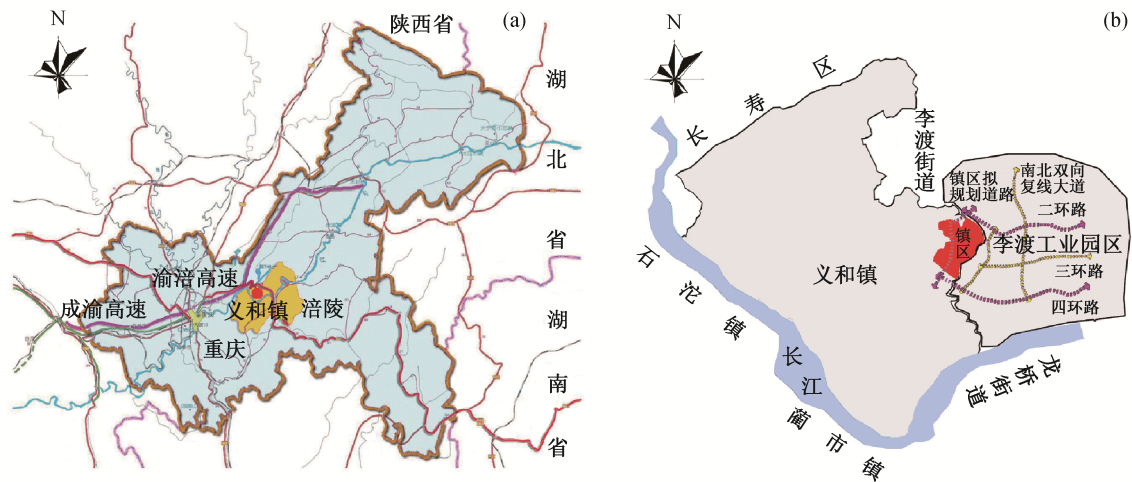 N
(a)
陕西省
湖北省
湖南省
渝涪高速
成渝高速
义和镇
涪陵
重庆
N
(b)
长寿区
李渡街道
镇区拟
规划道路
南北双向
复线大道
二环路
镇区
李渡工业园区
三环路
四环路
义和镇
石沱镇
长江
蔺市镇
龙桥街道